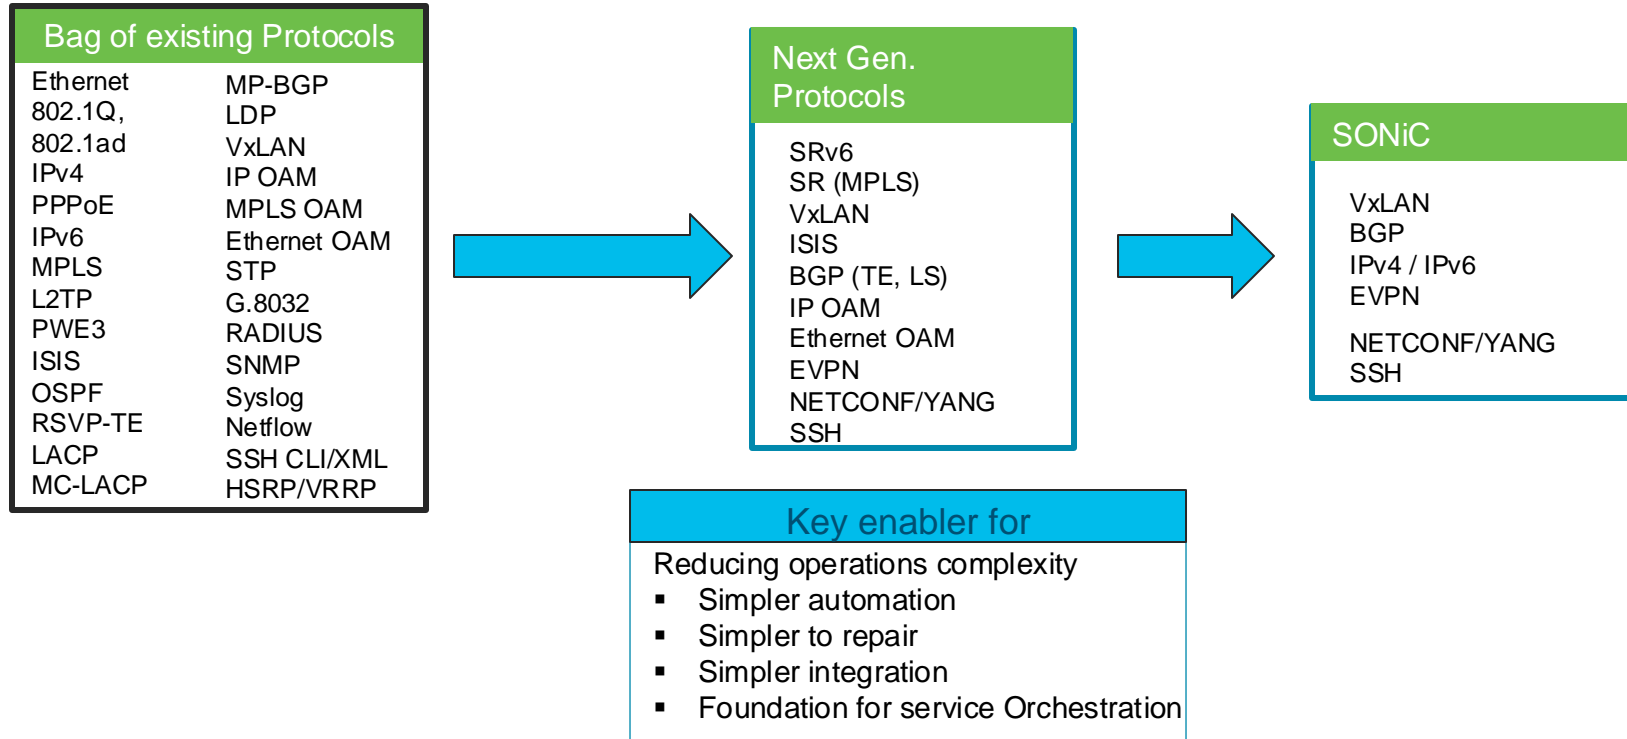 Bag of existing Protocols
Ethernet
802.1Q,
802.1ad
IPv4
PPPoE
IPv6
MPLS
L2TP
PWE3
ISIS
OSPF
RSVP-TE
LACP
MC-LACP
MP-BGP
LDP
VxLAN
IP OAM
MPLS OAM
Ethernet OAM
STP
G.8032
RADIUS
SNMP
Syslog
Netflow
SSH CLI/XML
HSRP/VRRP
Next Gen.
Protocols
SRv6
SR (MPLS)
VxLAN
ISIS
BGP (TE, LS)
IP OAM
Ethernet OAM
EVPN
NETCONF/YANG
SSH
SONiC
VxLAN
BGP
IPv4 / IPv6
EVPN
NETCONF/YANG
SSH
Key enabler for
Reducing operations complexity
▪ Simpler automation
▪ Simpler to repair
▪ Simpler integration
▪ Foundation for service Orchestration